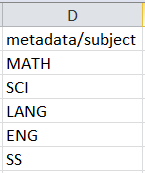 D
metadata/subject
MATH
SCI
LANG
ENG
SS